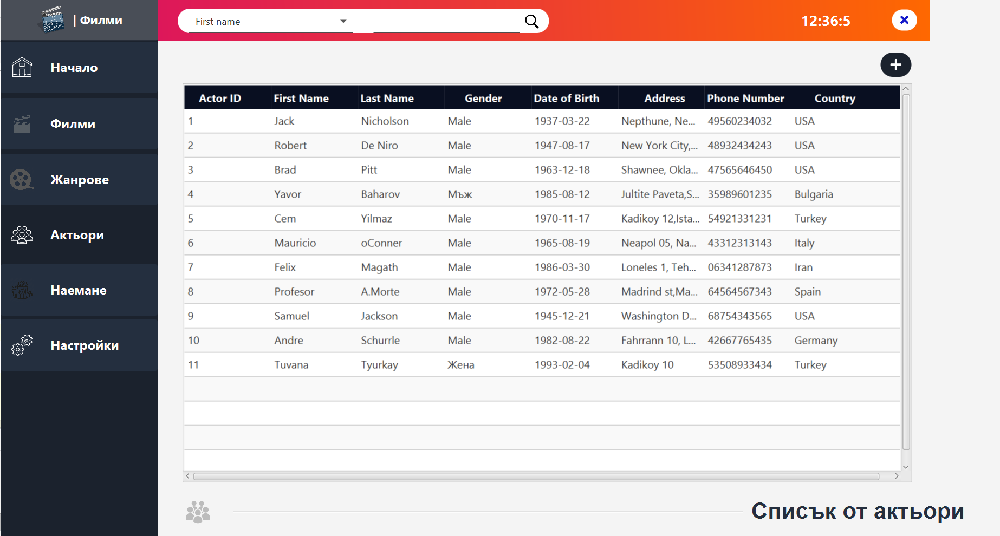 | Филми
First name
12:36:5
Начало
Филми
Жанрове
Актьори
Наемане
Настройки
Actor ID First Name Last Name Gender Date of Birth Address Phone Number Country
1 Jack Nicholson Male 1937-03-22 Nepthune, Ne... 49560234032 USA
2 Robert De Niro Male 1947-08-17 New York City,... 48932434243 USA
3 Brad Pitt Male 1963-12-18 Shawnee, Okla... 47565646450 USA
4 Yavor Baharov Мъж 1985-08-12 Jultite Paveta,S... 35989601235 Bulgaria
5 Cem Yilmaz Male 1970-11-17 Kadikoy 12,Ista... 54921331231 Turkey
6 Mauricio oConner Male 1965-08-19 Neapol 05, Na... 43312313143 Italy
7 Felix Magath Male 1986-03-30 Loneles 1, Teh... 06341287873 Iran
8 Profesor A.Morte Male 1972-05-28 Madrind st,Ma... 64564567343 Spain
9 Samuel Jackson Male 1945-12-21 Washington D... 68754343565 USA
10 Andre Schurrle Male 1982-08-22 Fahrrann 10, L... 42667765435 Germany
11 Tuvana Tyurkay Жена 1993-02-04 Kadikoy 10 53508933434 Turkey
Списък от актьори